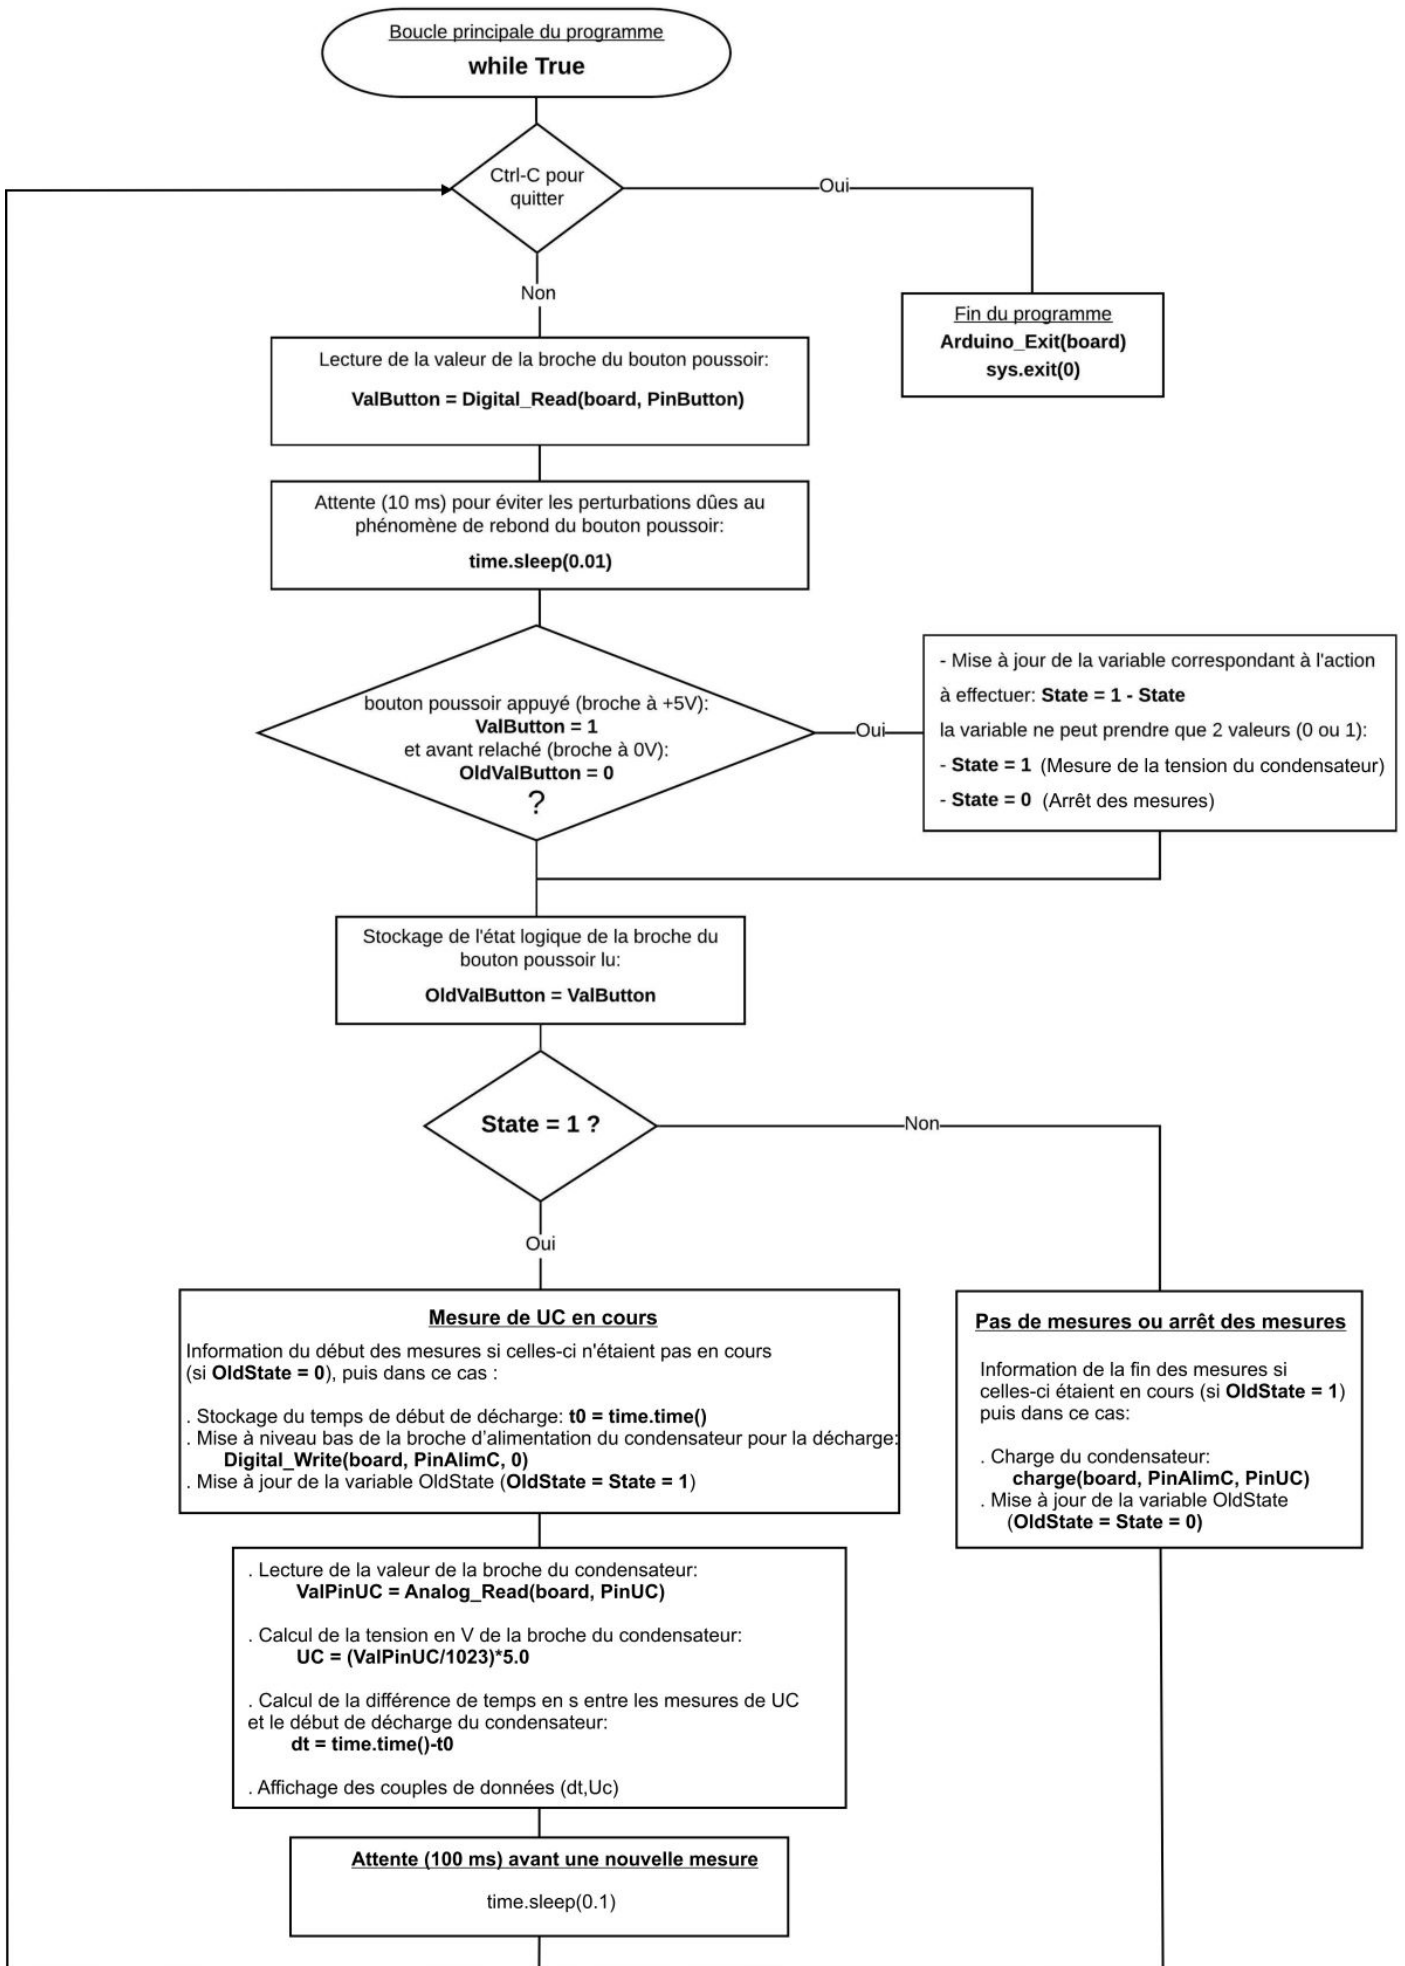 Boucle principale du programme
while True
Ctrl-C pour
quitter
Oui
Non
Fin du programme
Arduino_Exit(board)
sys.exit(0)
Lecture de la valeur de la broche du bouton poussoir:
ValButton = Digital_Read(board, PinButton)
Attente (10 ms) pour éviter les perturbations dûes au
phénomène de rebond du bouton poussoir:
time.sleep(0.01)
bouton poussoir appuyé (broche à +5V):
ValButton = 1
et avant relaché (broche à 0V):
OldValButton = 0
?
Oui
- Mise à jour de la variable correspondant à l'action
à effectuer: State = 1 - State
la variable ne peut prendre que 2 valeurs (0 ou 1):
- State = 1 (Mesure de la tension du condensateur)
- State = 0 (Arrêt des mesures)
Stockage de l'état logique de la broche du
bouton poussoir lu:
OldValButton = ValButton
State = 1 ?
Non
Oui
Mesure de UC en cours
Information du début des mesures si celles-ci n'étaient pas en cours
(si OldState = 0), puis dans ce cas :
. Stockage du temps de début de décharge: t0 = time.time()
. Mise à niveau bas de la broche d’alimentation du condensateur pour la décharge:
Digital_Write(board, PinAlimC, 0)
. Mise à jour de la variable OldState (OldState = State = 1)
Pas de mesures ou arrêt des mesures
Information de la fin des mesures si
celles-ci étaient en cours (si OldState = 1)
puis dans ce cas:
. Charge du condensateur:
charge(board, PinAlimC, PinUC)
. Mise à jour de la variable OldState
(OldState = State = 0)
. Lecture de la valeur de la broche du condensateur:
ValPinUC = Analog_Read(board, PinUC)
. Calcul de la tension en V de la broche du condensateur:
UC = (ValPinUC/1023)*5.0
. Calcul de la différence de temps en s entre les mesures de UC
et le début de décharge du condensateur:
dt = time.time()-t0
. Affichage des couples de données (dt,Uc)
Attente (100 ms) avant une nouvelle mesure
time.sleep(0.1)